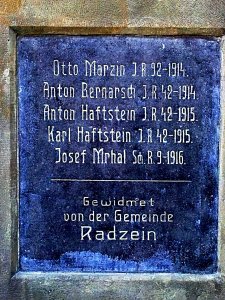 Otto Marzin J.R 92-1914.
Anton Bernarsch J.R 42-1914.
Anton Haftstein J.R 42-1915.
Karl Haftstein J.R 42-1915.
Josef Mrhal Sch.R.9-1916.
Gewidmet
von der Gemeinde
Radzein